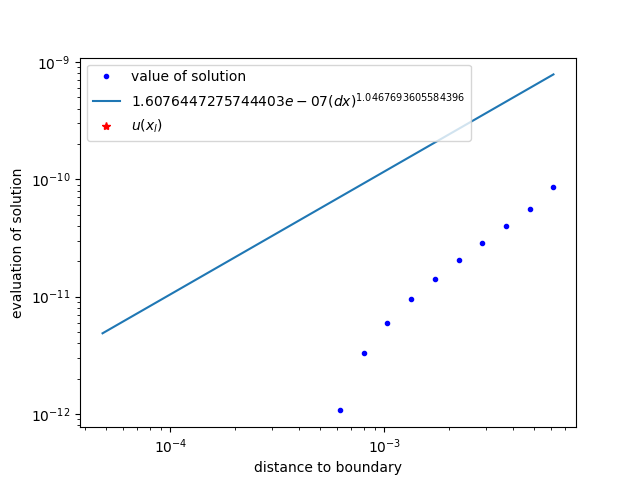 10⁻⁹
value of solution
1.6076447275744403e − 07(dx)¹·⁰⁴⁶⁷⁶⁹³⁶⁰⁵⁵⁸⁴³⁹⁶
u(xₗ)
10⁻¹⁰
10⁻¹¹
10⁻¹²
evaluation of solution
10⁻⁴ 10⁻³
distance to boundary